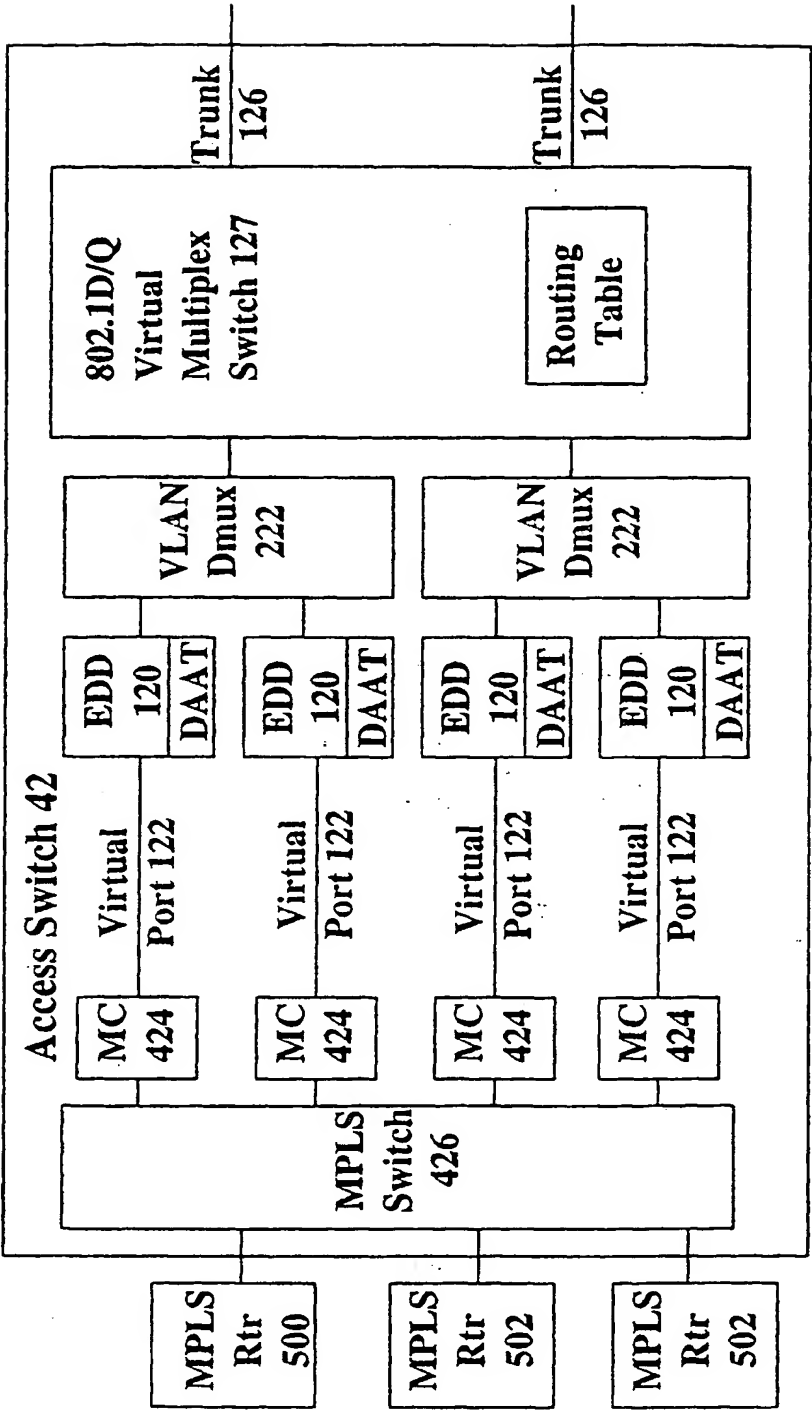 Access Switch 42
MPLS
Rtr
500
MPLS
Rtr
502
MPLS
Rtr
502
MPLS
Switch
426
MC
424
MC
424
MC
424
MC
424
Virtual
Port 122
Virtual
Port 122
Virtual
Port 122
Virtual
Port 122
EDD
120
DAAT
EDD
120
DAAT
EDD
120
DAAT
EDD
120
DAAT
VLAN
Dmux
222
VLAN
Dmux
222
802.1D/Q
Virtual
Multiplex
Switch 127
Routing
Table
Trunk
126
Trunk
126